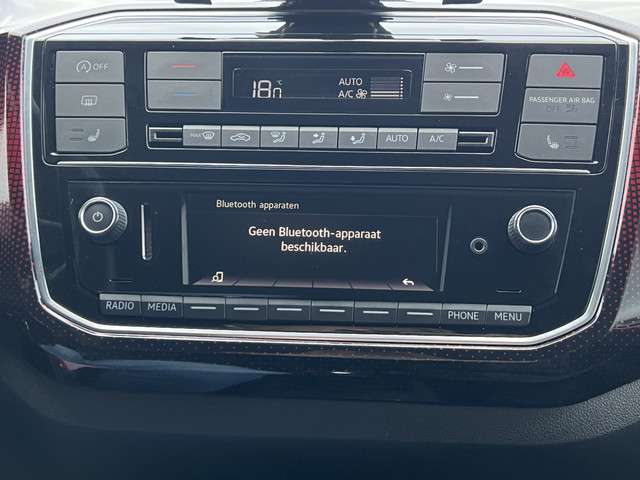 OFF
AUTO
18.0 °C
A/C
PASSENGER AIR BAG
OFF
MAX
AUTO
A/C
Bluetooth apparaten
Geen Bluetooth-apparaat
beschikbaar.
RADIO
MEDIA
PHONE
MENU